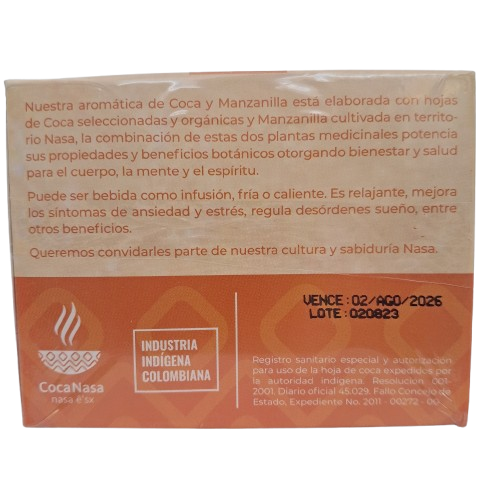 Nuestra aromática de Coca y Manzanilla está elaborada con hojas
de Coca seleccionadas y orgánicas y Manzanilla cultivada en territo-
rio Nasa, la combinación de estas dos plantas medicinales potencia
sus propiedades y beneficios botánicos otorgando bienestar y salud
para el cuerpo, la mente y el espíritu.
Puede ser bebida como infusión, fría o caliente. Es relajante, mejora
los síntomas de ansiedad y estrés, regula desórdenes sueño, entre
otros beneficios.
Queremos convidarles parte de nuestra cultura y sabiduría Nasa.
CocaNasa
nasa ẽ'sx
INDUSTRIA
INDÍGENA
COLOMBIANA
VENCE:02/AGO/2026
LOTE:020823
Registro sanitario especial y autorización
para uso de la hoja de coca expedidos por
la autoridad indígena. Resolucion 001-
2001. Diario oficial 45.029. Fallo Concejo de
Estado, Expediente No. 2011 - 00272 - 00